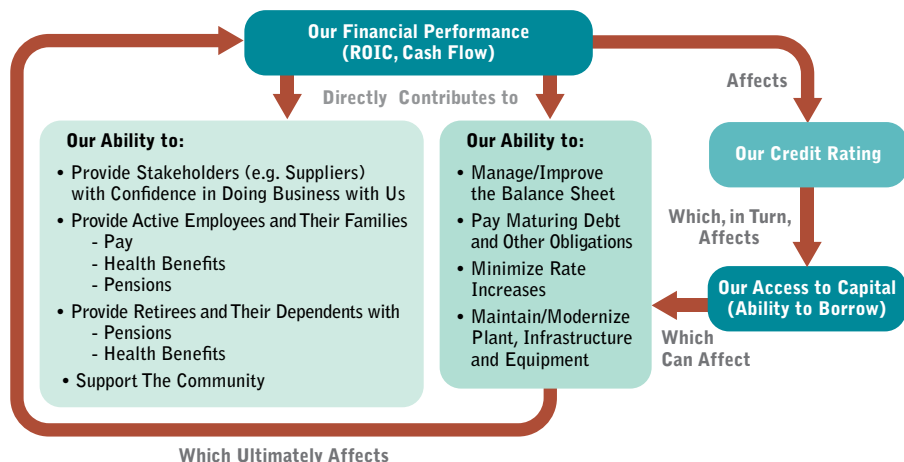 Our Financial Performance
(ROIC, Cash Flow)
Directly Contributes to
Affects
Our Ability to:
• Provide Stakeholders (e.g. Suppliers)
with Confidence in Doing Business with Us
• Provide Active Employees and Their Families
- Pay
- Health Benefits
- Pensions
• Provide Retirees and Their Dependents with
- Pensions
- Health Benefits
• Support The Community
Our Ability to:
• Manage/Improve
the Balance Sheet
• Pay Maturing Debt
and Other Obligations
• Minimize Rate
Increases
• Maintain/Modernize
Plant, Infrastructure
and Equipment
Our Credit Rating
Which, in Turn,
Affects
Our Access to Capital
(Ability to Borrow)
Which
Can Affect
Which Ultimately Affects